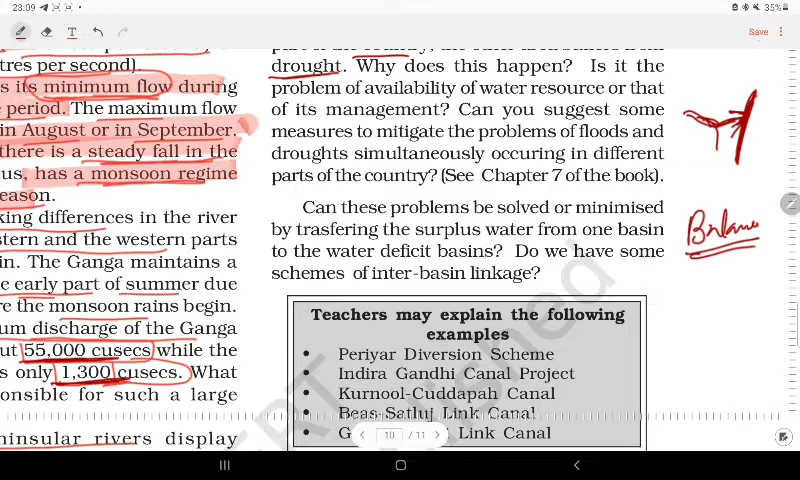 23:09
35%
T
Save
tres per second).
s its minimum flow during
e period. The maxinum flow
in August or in September.
there is a steady fall in the
us, has a monsoon regime
eason.
king differences in the river
stern and the western parts
in. The Ganga maintains a
e early part of summer due
re the monsoon rains begin.
um discharge of the Ganga
ut 55,000 cusecs while the
s only 1,300 cusecs. What
onsible for such a large
ninsular rivers display
drought. Why does this happen? Is it the
problem of availability of water resource or that
of its management? Can you suggest some
measures to mitigate the problems of floods and
droughts simultaneously occuring in different
parts of the country? (See Chapter 7 of the book).
Can these problems be solved or minimised
by trasfering the surplus water from one basin
to the water deficit basins? Do we have some
schemes of inter-basin linkage?
Teachers may explain the following
examples
• Periyar Diversion Scheme
• Indira Gandhi Canal Project
• Kurnool-Cuddapah Canal
• Beas-Satluj Link Canal
• G Link Canal
10 / 11